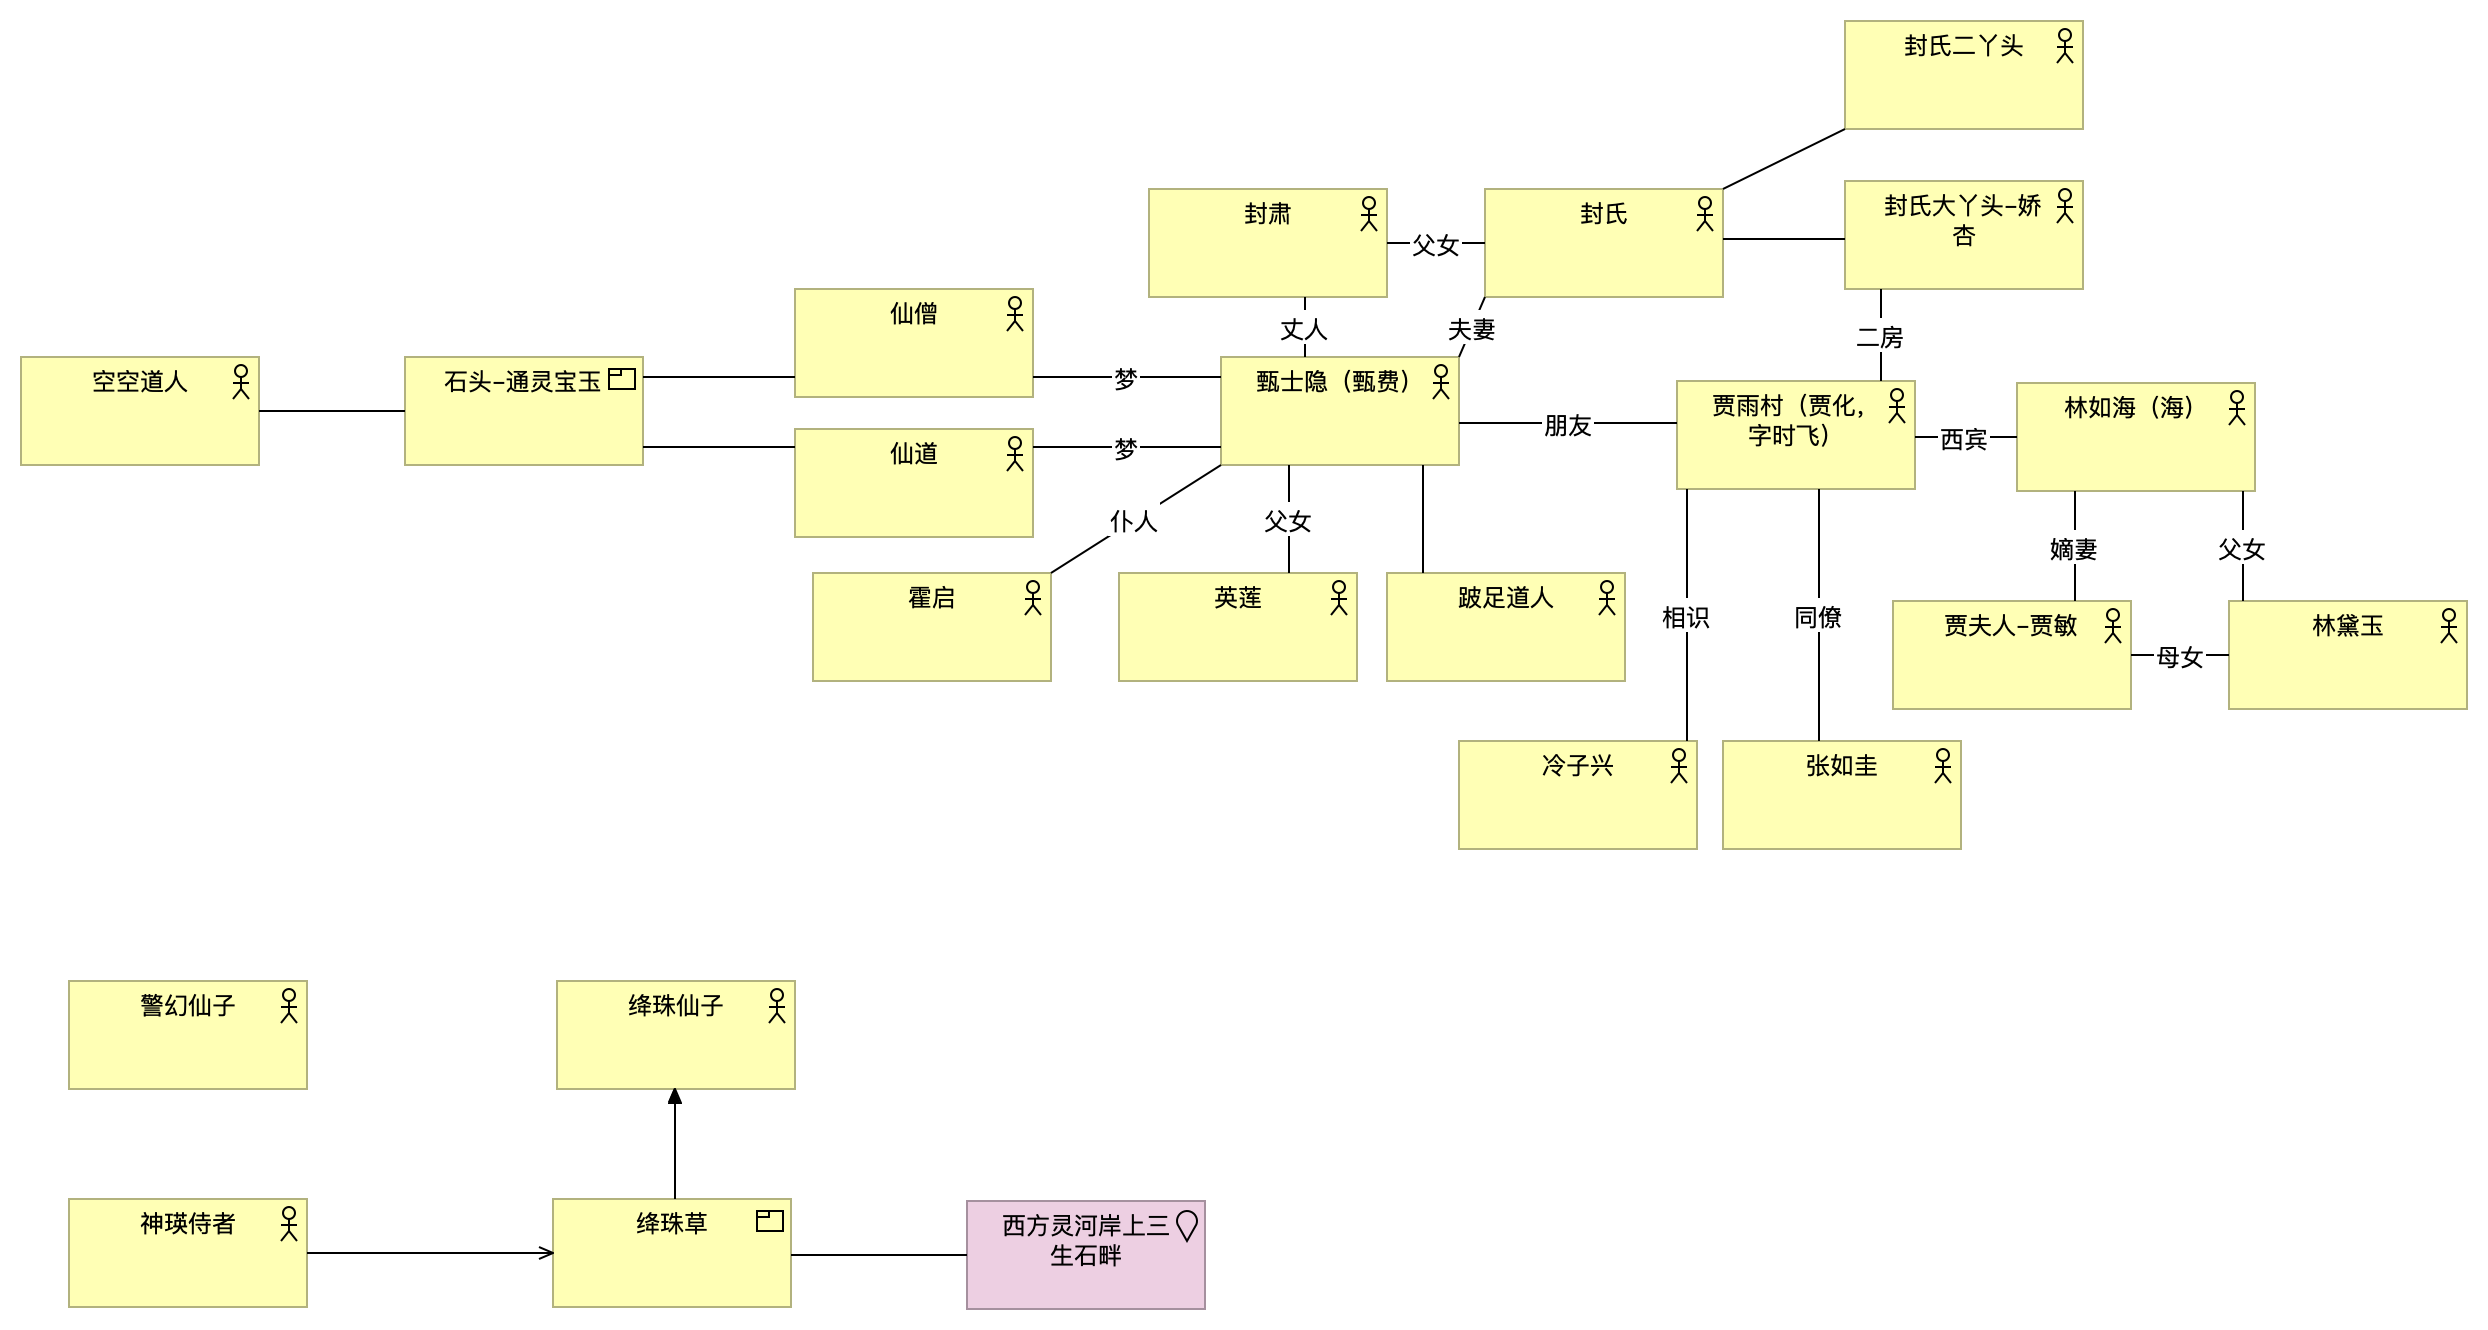 封氏二丫头
封肃
父女
封氏
封氏大丫头-娇
杏
仙僧
丈人
夫妻
二房
空空道人
石头-通灵宝玉
梦
甄士隐（甄费）
贾雨村（贾化，
字时飞）
林如海（海）
朋友
西宾
仙道
梦
仆人
父女
嫡妻
父女
霍启
英莲
跛足道人
相识
同僚
贾夫人-贾敏
母女
林黛玉
冷子兴
张如圭
警幻仙子
绛珠仙子
神瑛侍者
绛珠草
西方灵河岸上三
生石畔